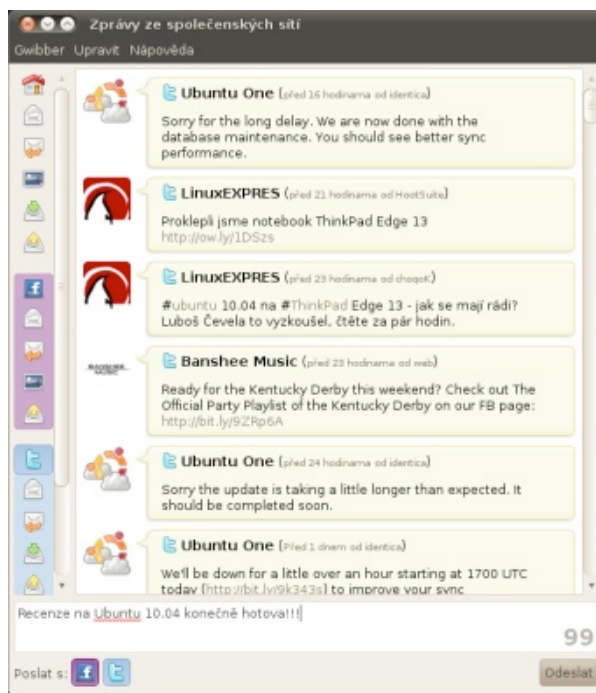 Zprávy ze společenských sítí
Gwibber Upravit Nápověda
Ubuntu One (před 16 hodinama od identica)
Sorry for the long delay. We are now done with the
database maintenance. You should see better sync
performance.
LinuxEXPRES (před 21 hodinama od HootSuite)
Proklepli jsme notebook ThinkPad Edge 13
http://ow.ly/1DSzs
LinuxEXPRES (před 23 hodinama od choqoK)
#ubuntu 10.04 na #ThinkPad Edge 13 - jak se mají rádi?
Luboš Čevela to vyzkoušel, čtěte za pár hodin.
BANSHEE
MUSIC
Banshee Music (před 23 hodinama od web)
Ready for the Kentucky Derby this weekend? Check out The
Official Party Playlist of the Kentucky Derby on our FB page:
http://bit.ly/9ZRp6A
Ubuntu One (před 24 hodinama od identica)
Sorry the update is taking a little longer than expected. It
should be completed soon.
Ubuntu One (Před 1 dnem od identica)
We'll be down for a little over an hour starting at 1700 UTC
today (http://bit.ly/9k343s) to improve your sync
Recenze na Ubuntu 10.04 konečně hotova!!!
99
Poslat s:
Odeslat